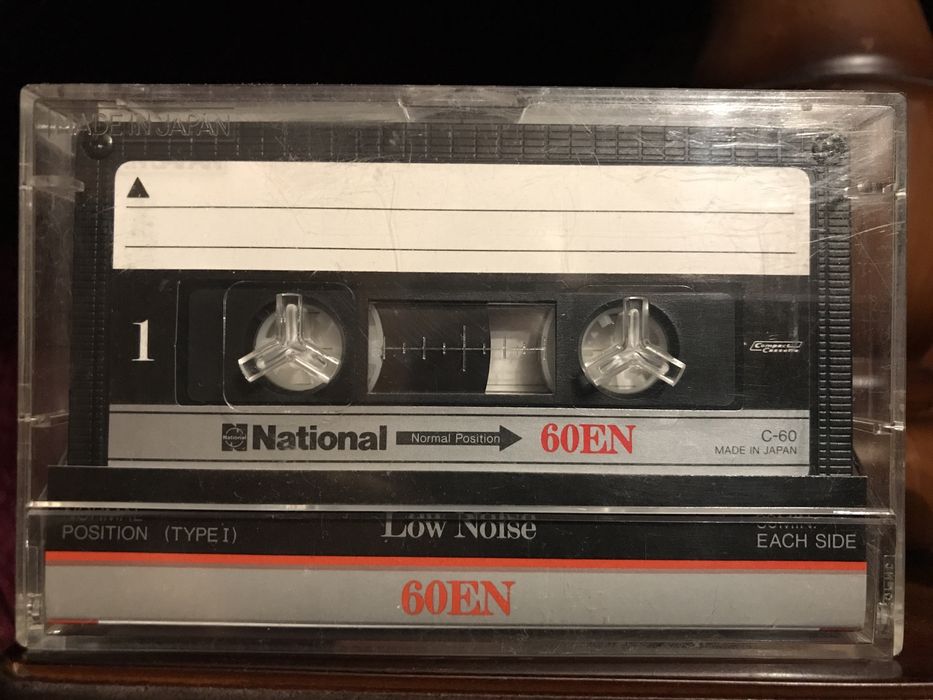 MADE IN JAPAN
▲
1
Compact
Cassette
National Normal Position 60EN
C-60
MADE IN JAPAN
NORMAL
POSITION (TYPE I)
Low Noise
EACH SIDE
60EN